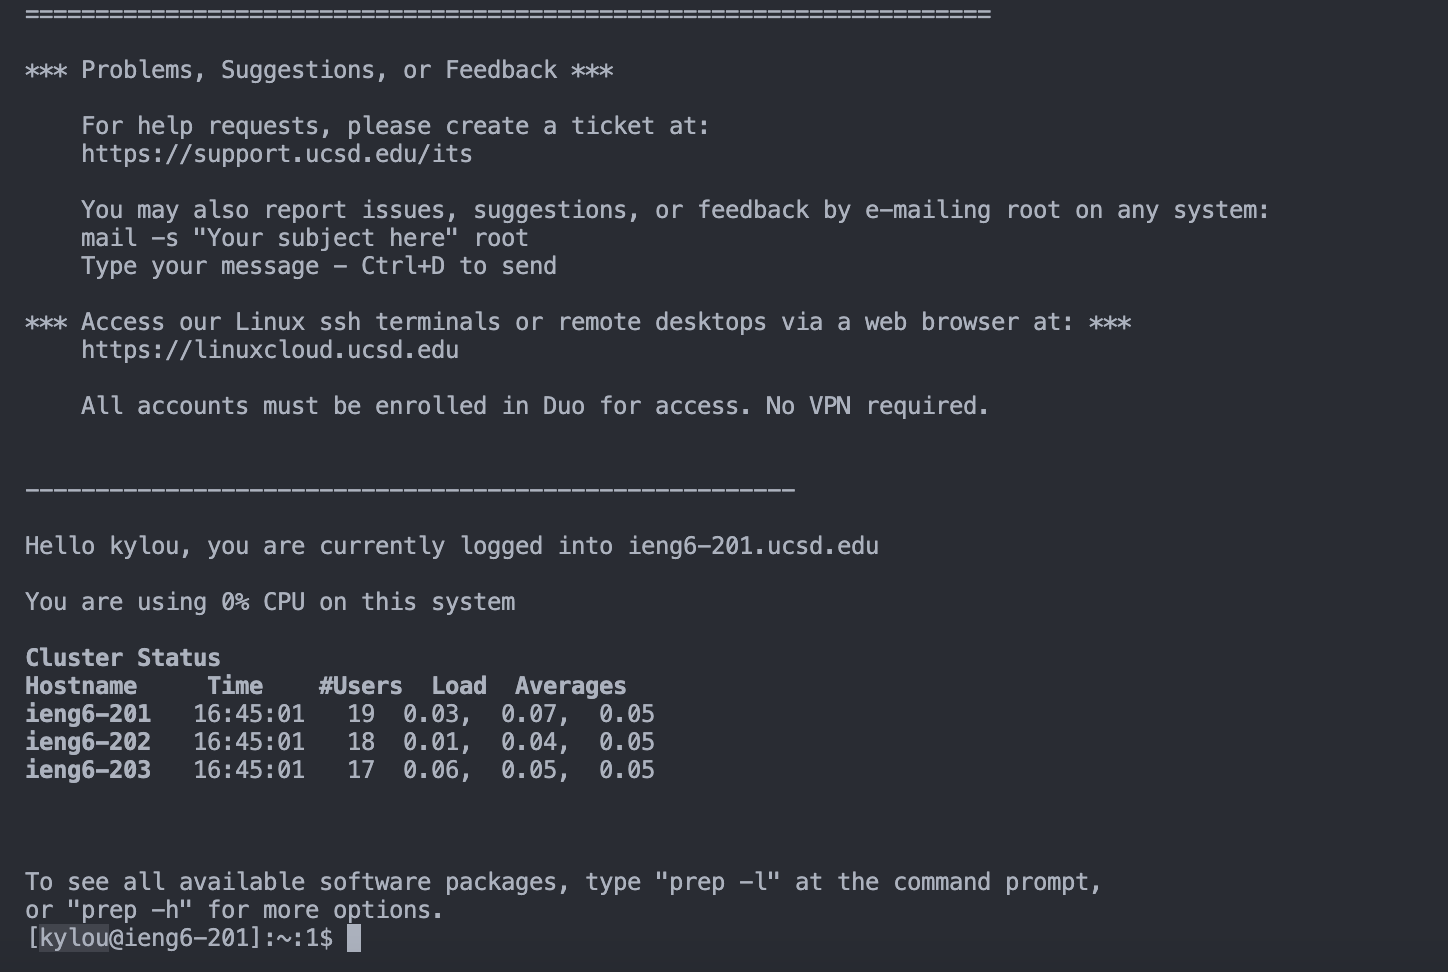 =====================================================================
*** Problems, Suggestions, or Feedback ***
For help requests, please create a ticket at:
https://support.ucsd.edu/its
You may also report issues, suggestions, or feedback by e-mailing root on any system:
mail -s "Your subject here" root
Type your message - Ctrl+D to send
*** Access our Linux ssh terminals or remote desktops via a web browser at: ***
https://linuxcloud.ucsd.edu
All accounts must be enrolled in Duo for access. No VPN required.
-------------------------------------------------------
Hello kylou, you are currently logged into ieng6-201.ucsd.edu
You are using 0% CPU on this system
Cluster Status
Hostname     Time    #Users  Load  Averages
ieng6-201   16:45:01   19  0.03,  0.07,  0.05
ieng6-202   16:45:01   18  0.01,  0.04,  0.05
ieng6-203   16:45:01   17  0.06,  0.05,  0.05
To see all available software packages, type "prep -l" at the command prompt,
or "prep -h" for more options.
[kylou@ieng6-201]:~:1$